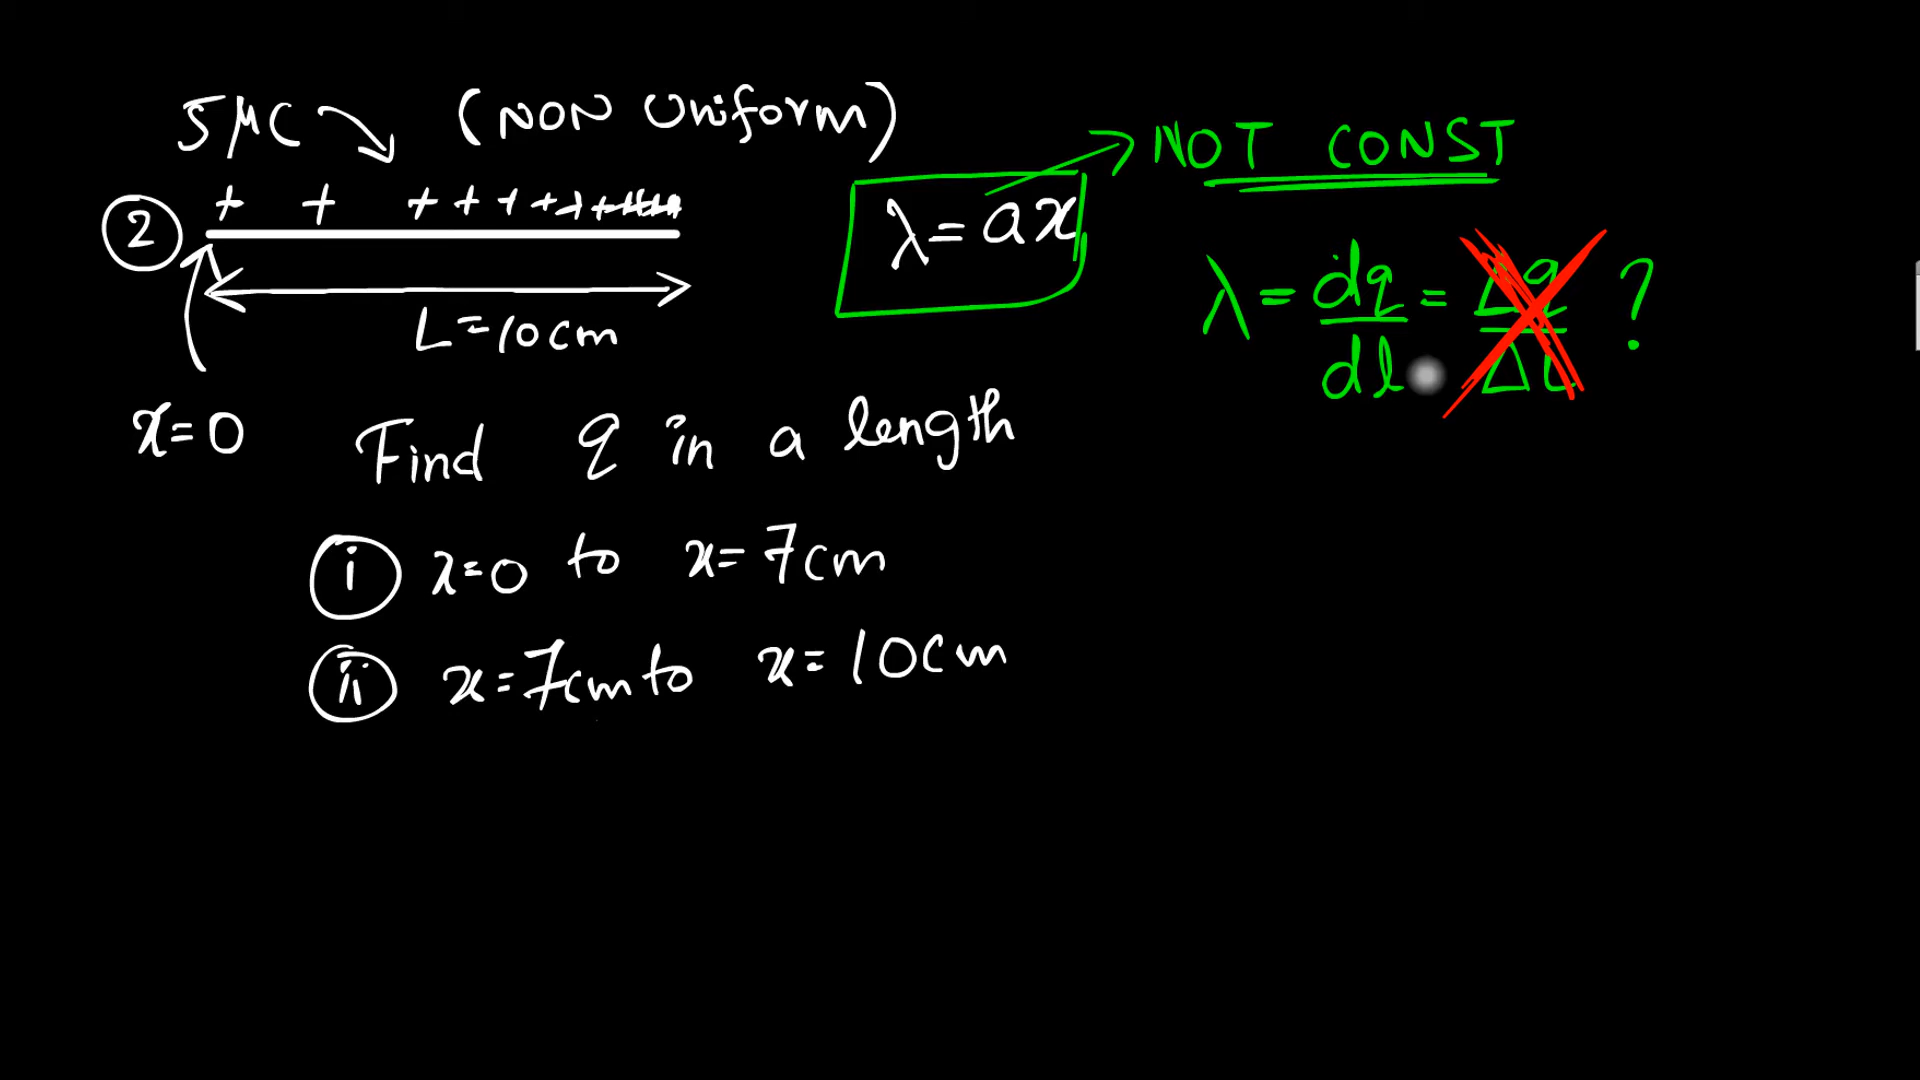 5μC (NON Uniform)
② + + + + + + + + + + + +
L=10cm
x=0
λ=ax
NOT CONST
λ = dq/dl = Δq/Δl ?
Find q in a length
(i) x=0 to x=7cm
(ii) x=7cm to x=10cm